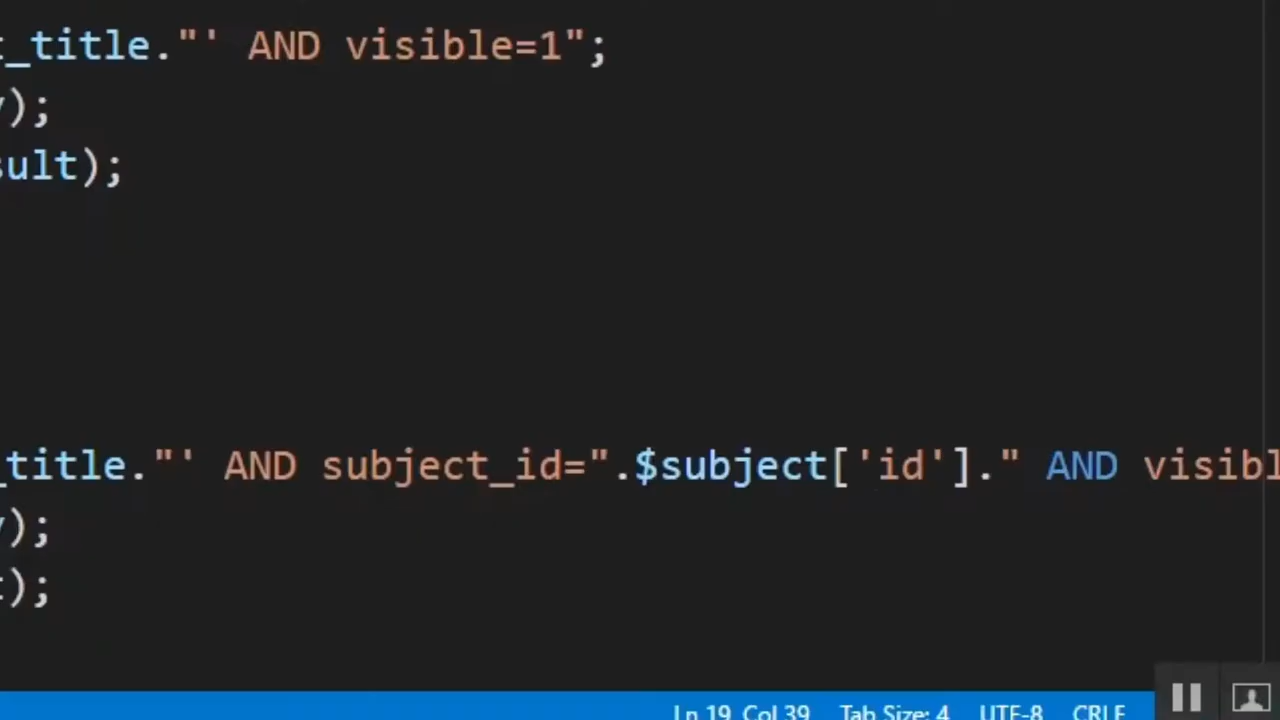 t_title."' AND visible=1";
y);
sult);
_title."' AND subject_id=".$subject['id']." AND visibl
y);
t);
Ln 19, Col 39 Tab Size: 4 UTF-8 CRLF